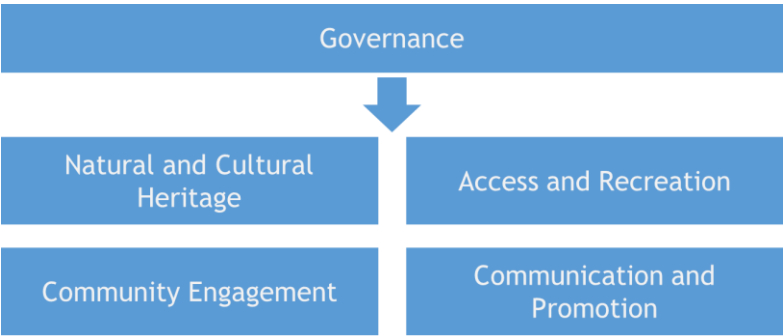 Governance
Natural and Cultural
Heritage
Access and Recreation
Community Engagement
Communication and
Promotion